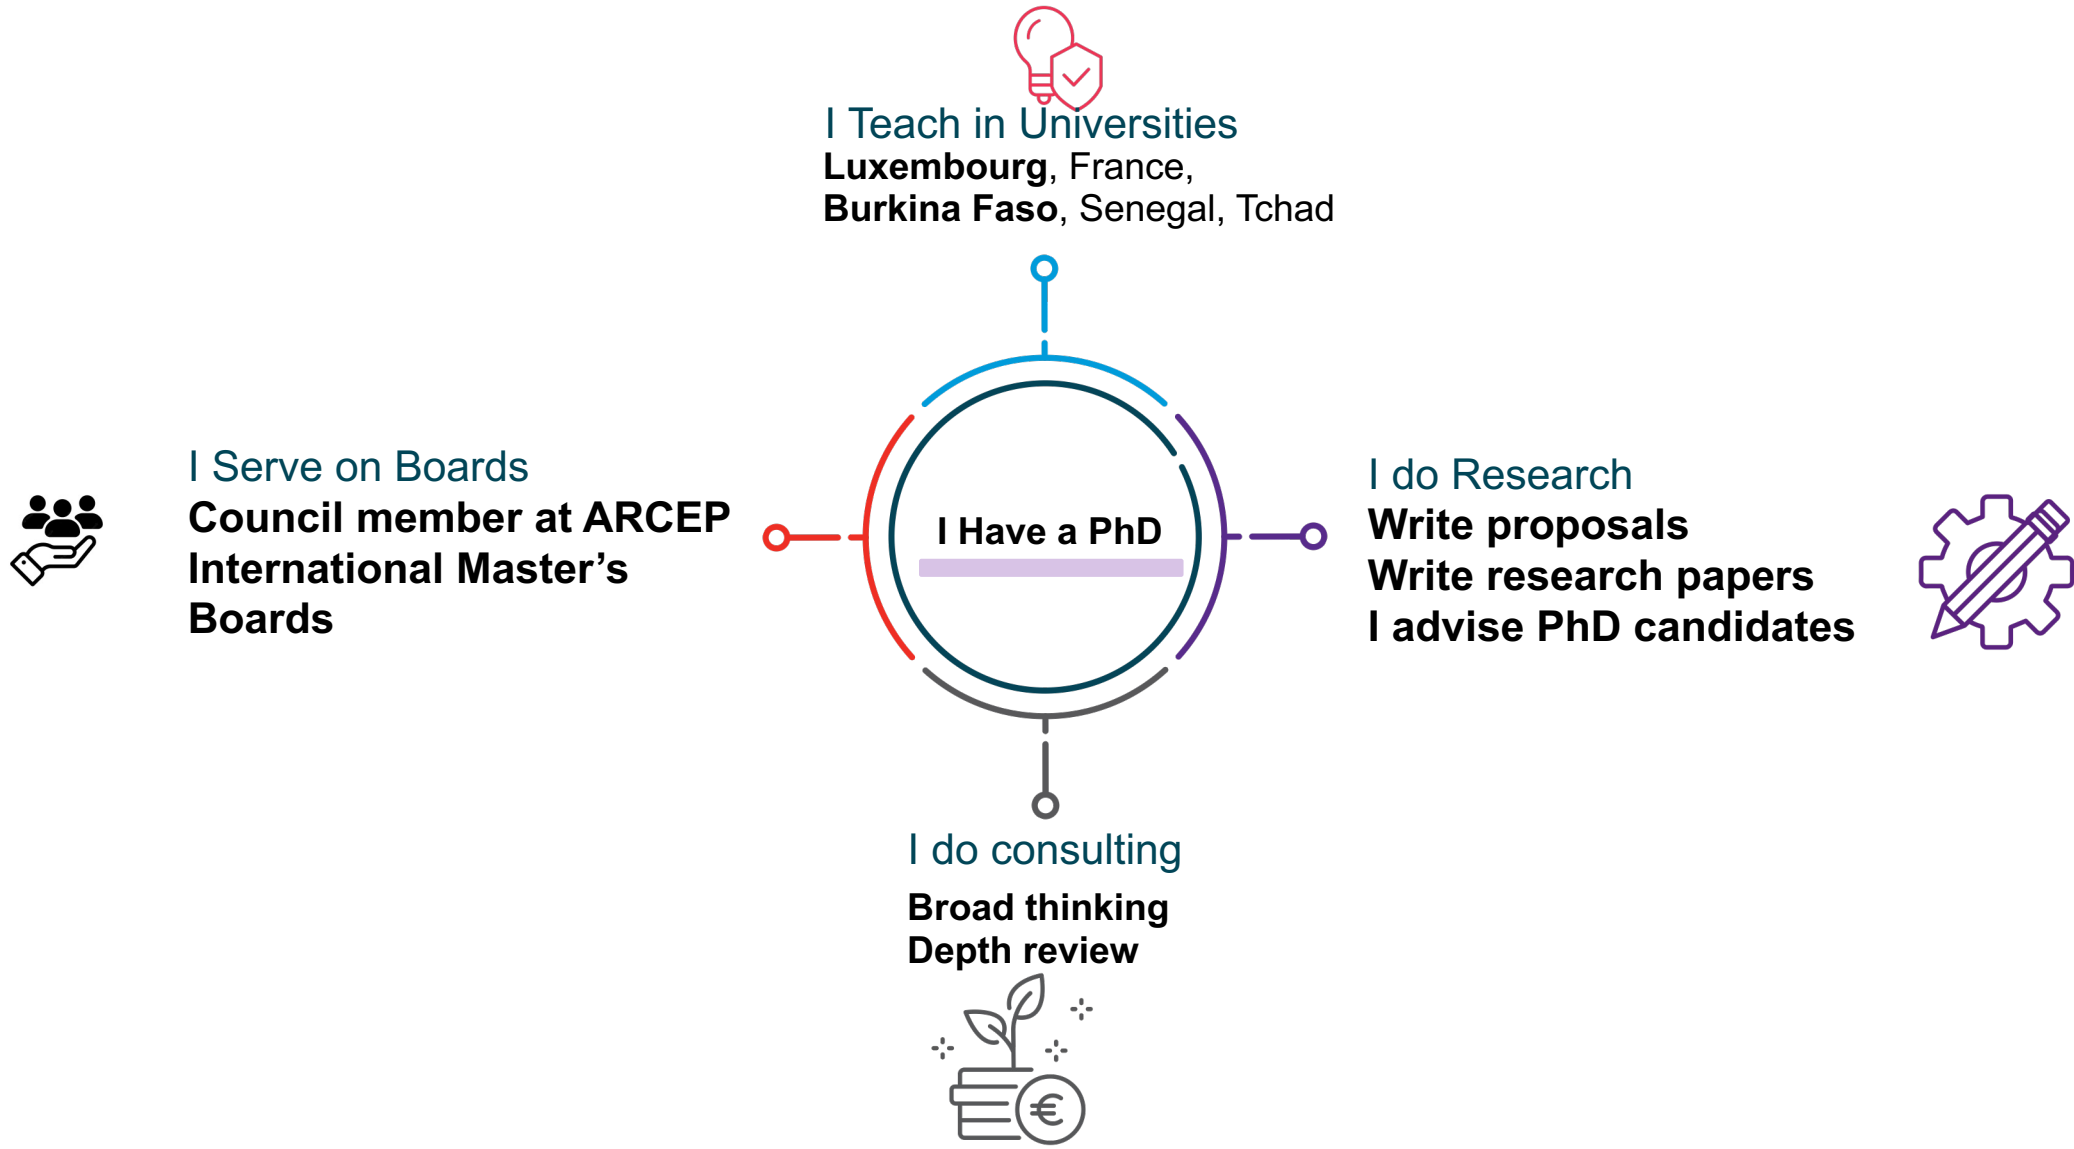 I Teach in Universities
Luxembourg, France,
Burkina Faso, Senegal, Tchad
I Serve on Boards
Council member at ARCEP
International Master’s
Boards
I Have a PhD
I do Research
Write proposals
Write research papers
I advise PhD candidates
I do consulting
Broad thinking
Depth review
€